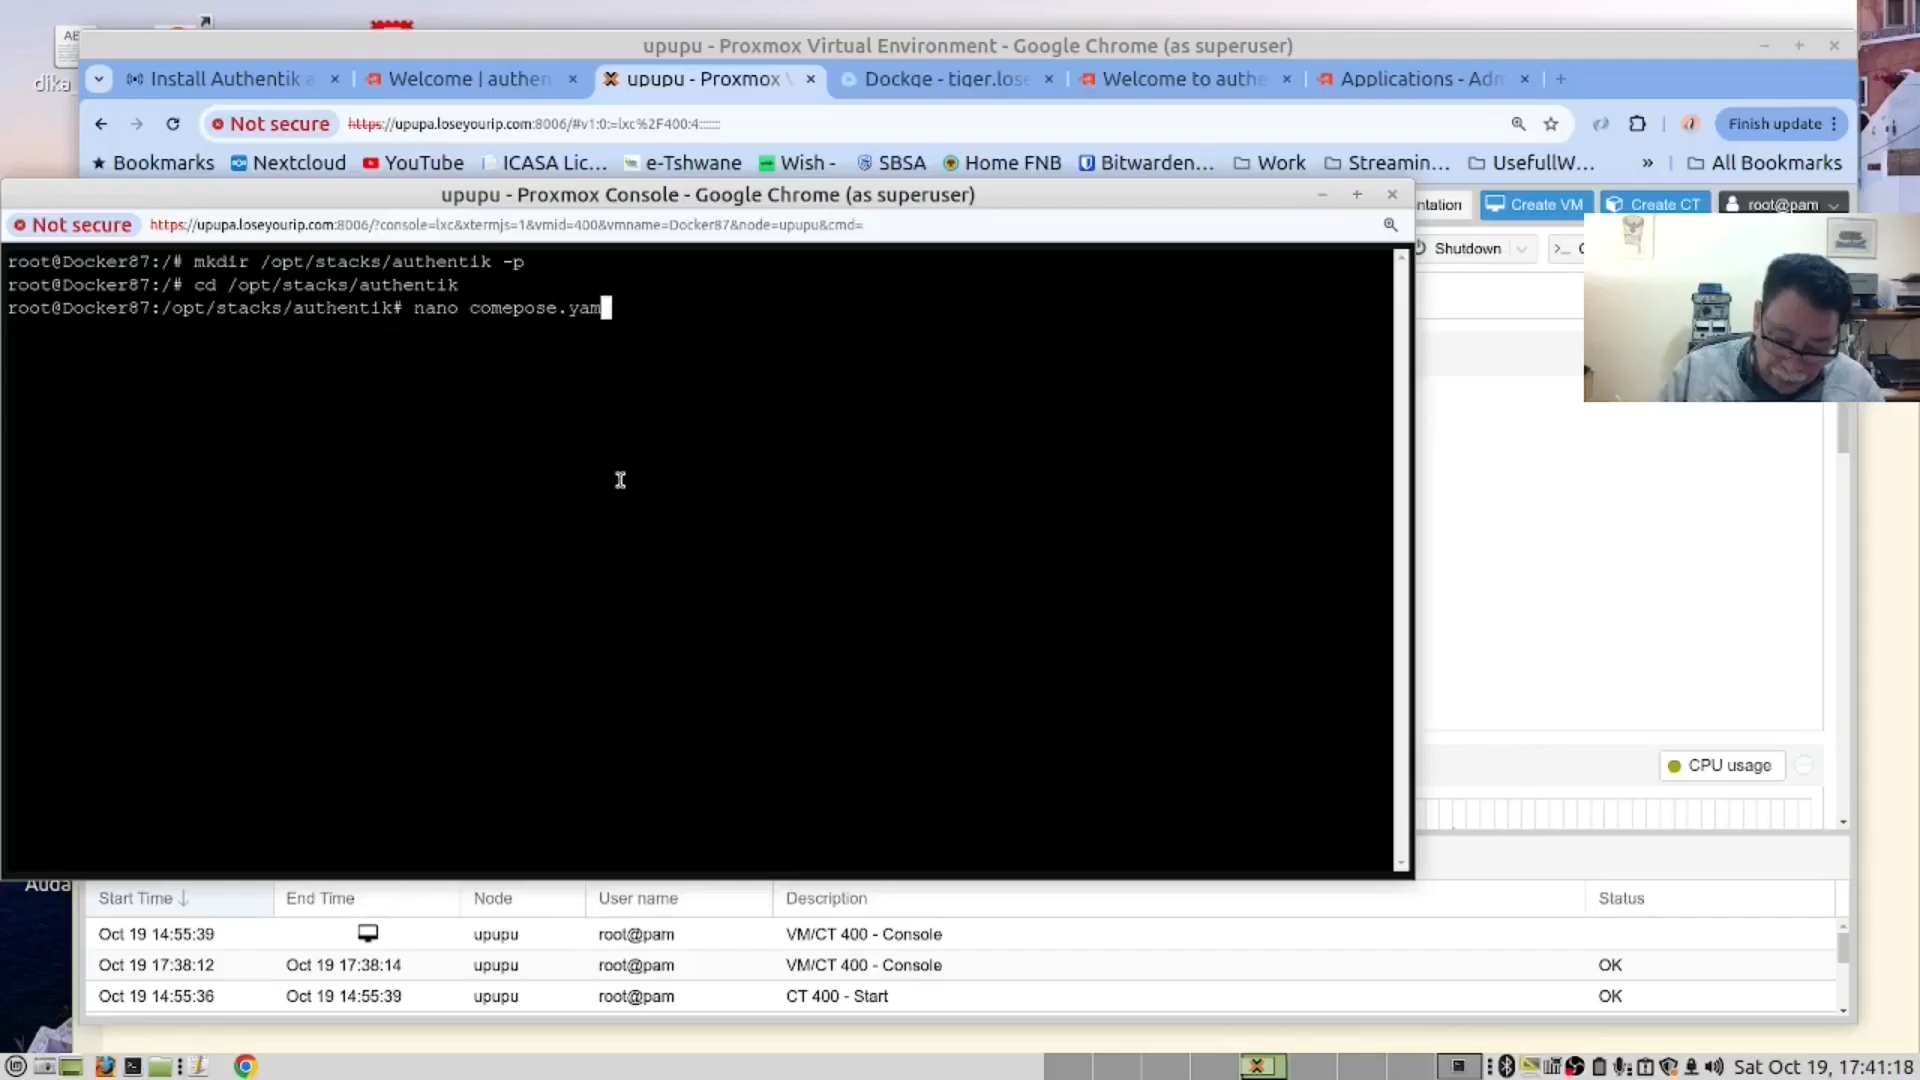 AB
dika
upupu - Proxmox Virtual Environment - Google Chrome (as superuser)
Install Authentik a
Welcome | authen
upupu - Proxmox V
Dockge - tiger.lose
Welcome to authe
Applications - Adm
Not secure https://upupa.loseyourip.com:8006/#v1:0:=lxc%2F400:4::::::: Finish update
Bookmarks Nextcloud YouTube ICASA Lic... e-Tshwane Wish - SBSA Home FNB Bitwarden... Work Streamin... UsefullW... » All Bookmarks
upupu - Proxmox Console - Google Chrome (as superuser)
ntation Create VM Create CT root@pam
Not secure https://upupa.loseyourip.com:8006/?console=lxc&xtermjs=1&vmid=400&vmname=Docker87&node=upupu&cmd=
Shutdown
root@Docker87:/# mkdir /opt/stacks/authentik -p
root@Docker87:/# cd /opt/stacks/authentik
root@Docker87:/opt/stacks/authentik# nano comepose.yam
CPU usage
Auda
Start Time End Time Node User name Description Status
Oct 19 14:55:39 upupu root@pam VM/CT 400 - Console
Oct 19 17:38:12 Oct 19 17:38:14 upupu root@pam VM/CT 400 - Console OK
Oct 19 14:55:36 Oct 19 14:55:39 upupu root@pam CT 400 - Start OK
Sat Oct 19, 17:41:18